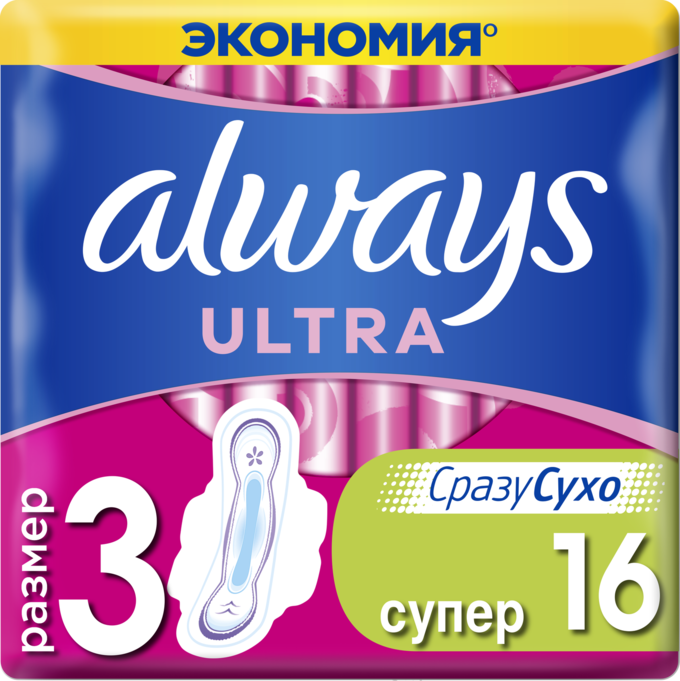 ЭКОНОМИЯ°
always
ULTRA
размер
3
СразуСухо
супер 16